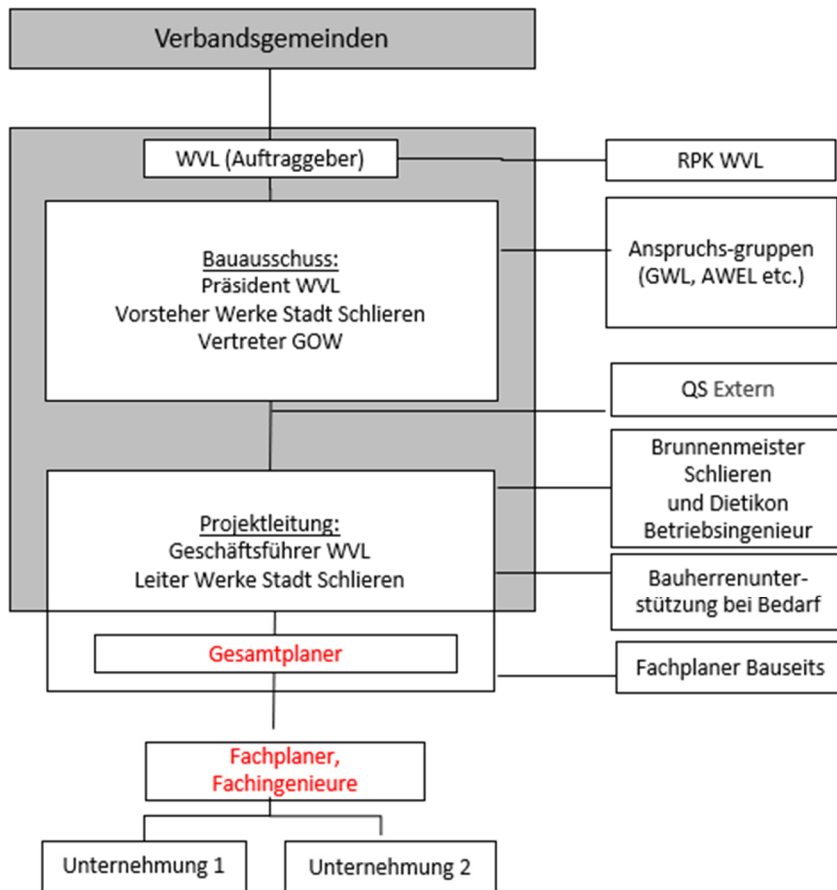 Verbandsgemeinden
WVL (Auftraggeber)
RPK WVL
Bauausschuss:
Präsident WVL
Vorsteher Werke Stadt Schlieren
Vertreter GOW
Anspruchs-gruppen
(GWL, AWEL etc.)
QS Extern
Brunnenmeister
Schlieren
und Dietikon
Betriebsingenieur
Projektleitung:
Geschäftsführer WVL
Leiter Werke Stadt Schlieren
Bauherrenunter-
stützung bei Bedarf
Gesamtplaner
Fachplaner Bauseits
Fachplaner,
Fachingenieure
Unternehmung 1
Unternehmung 2